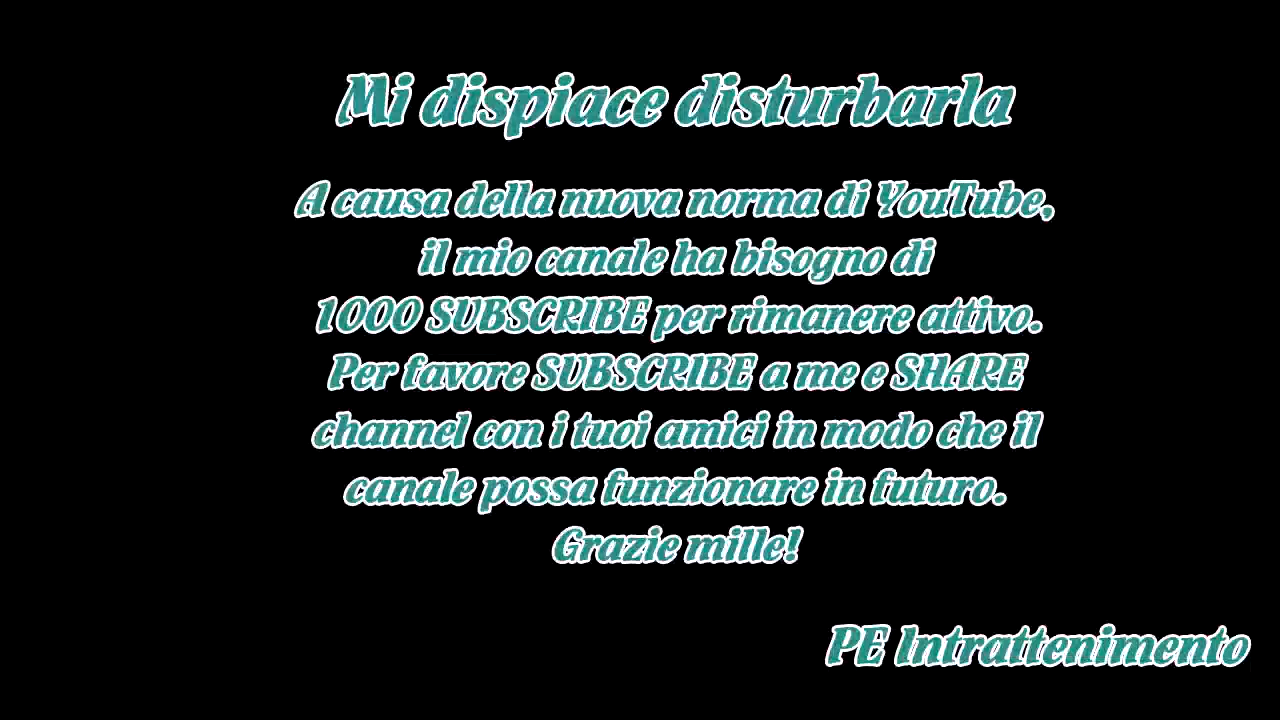 Mi dispiace disturbarla
A causa della nuova norma di YouTube,
il mio canale ha bisogno di
1000 SUBSCRIBE per rimanere attivo.
Per favore SUBSCRIBE a me e SHARE
channel con i tuoi amici in modo che il
canale possa funzionare in futuro.
Grazie mille!
PE Intrattenimento